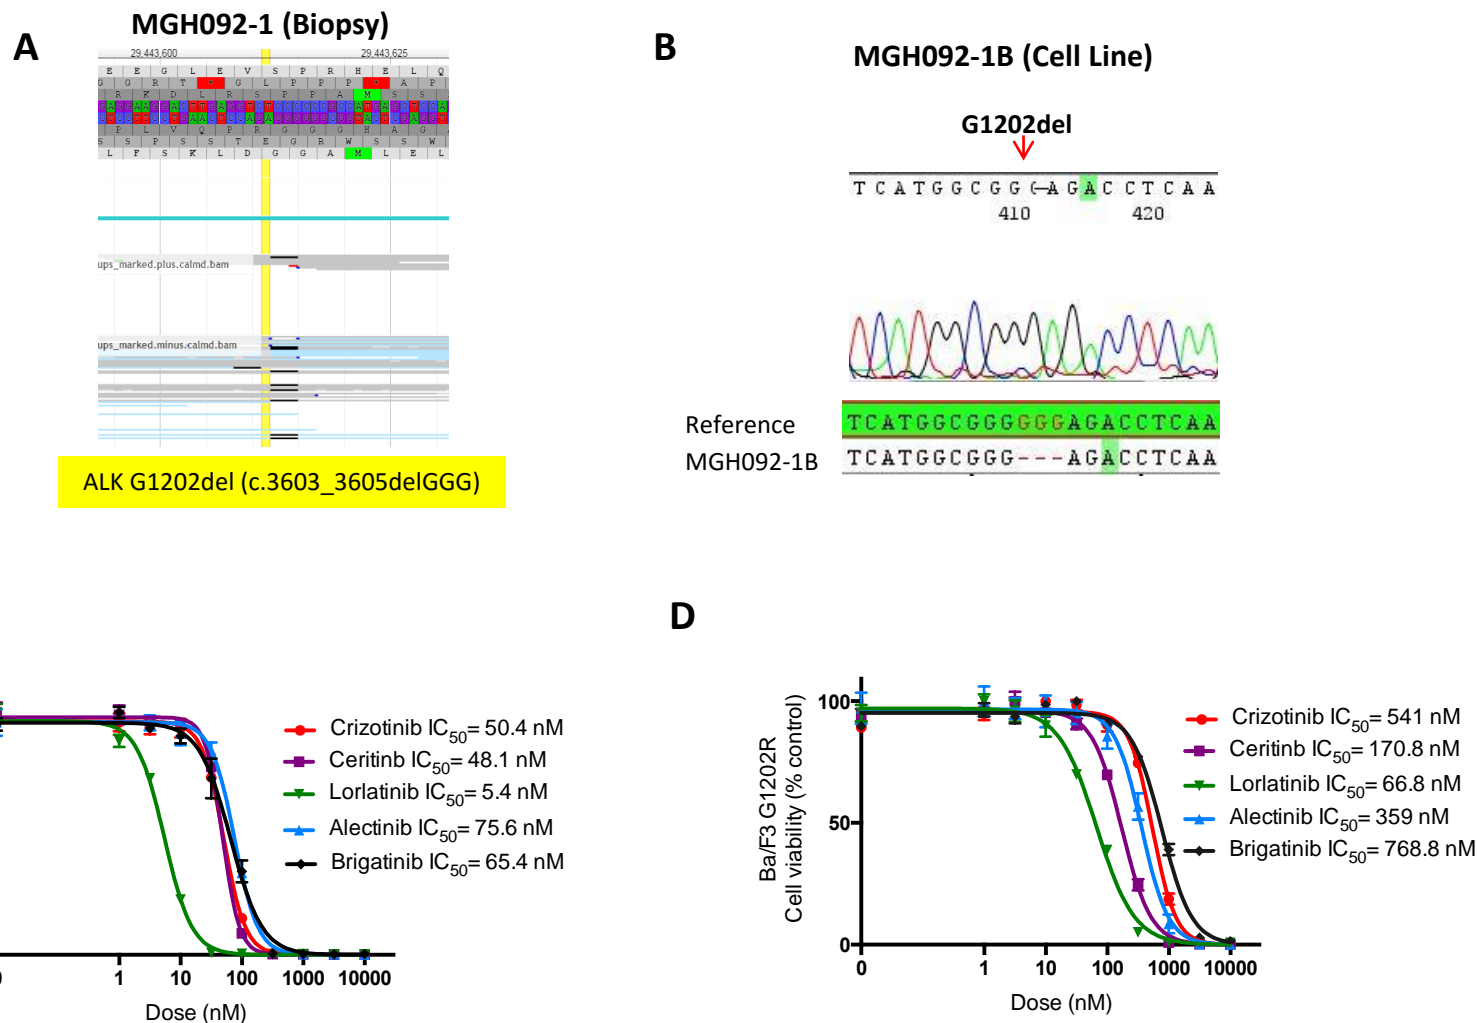 A
MGH092-1 (Biopsy)
29,443,600 29,443,625
E E G L E V S P R H E L Q
G G R T * G L P P P * A P
R K D L R S P P A M S S
P L V Q P R G G G H A G
S S P S S T E G R W S S W
L F S K L D G G A M L E L
ups_marked.plus.calmd.bam
ups_marked.minus.calmd.bam
ALK G1202del (c.3603_3605delGGG)
B
MGH092-1B (Cell Line)
G1202del
410 420
Reference
TCATGGCGGGGGGAGACCTCAA
MGH092-1B
TCATGGCGGG---AGACCTCAA
Crizotinib IC50= 50.4 nM
Ceritinb IC50= 48.1 nM
Lorlatinib IC50= 5.4 nM
Alectinib IC50= 75.6 nM
Brigatinib IC50= 65.4 nM
1 10 100 1000 10000
Dose (nM)
D
Ba/F3 G1202R
Cell viability (% control)
100
50
0
0 1 10 100 1000 10000
Dose (nM)
Crizotinib IC50= 541 nM
Ceritinb IC50= 170.8 nM
Lorlatinib IC50= 66.8 nM
Alectinib IC50= 359 nM
Brigatinib IC50= 768.8 nM